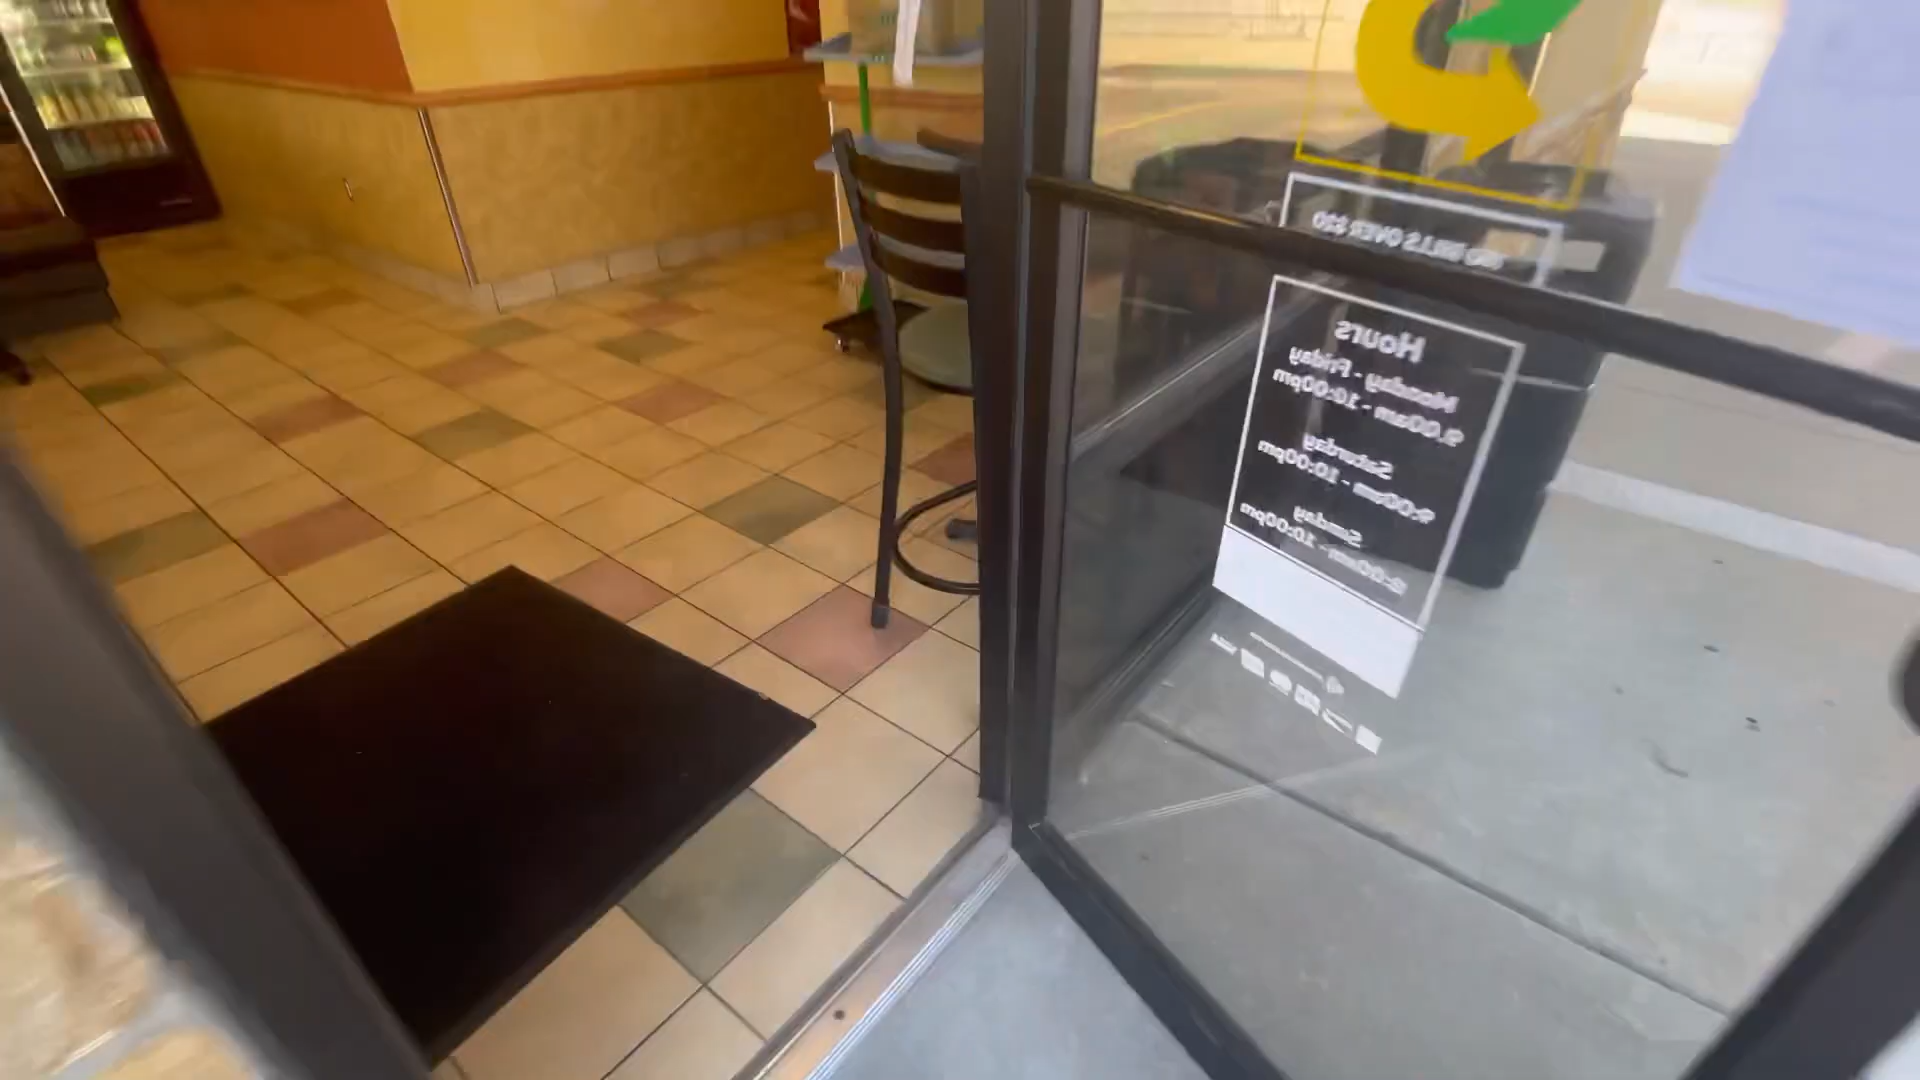 NO BILLS OVER $20
Hours
Monday - Friday
9:00am - 10:00pm
Saturday
9:00am - 10:00pm
Sunday
9:00am - 10:00pm
VISA